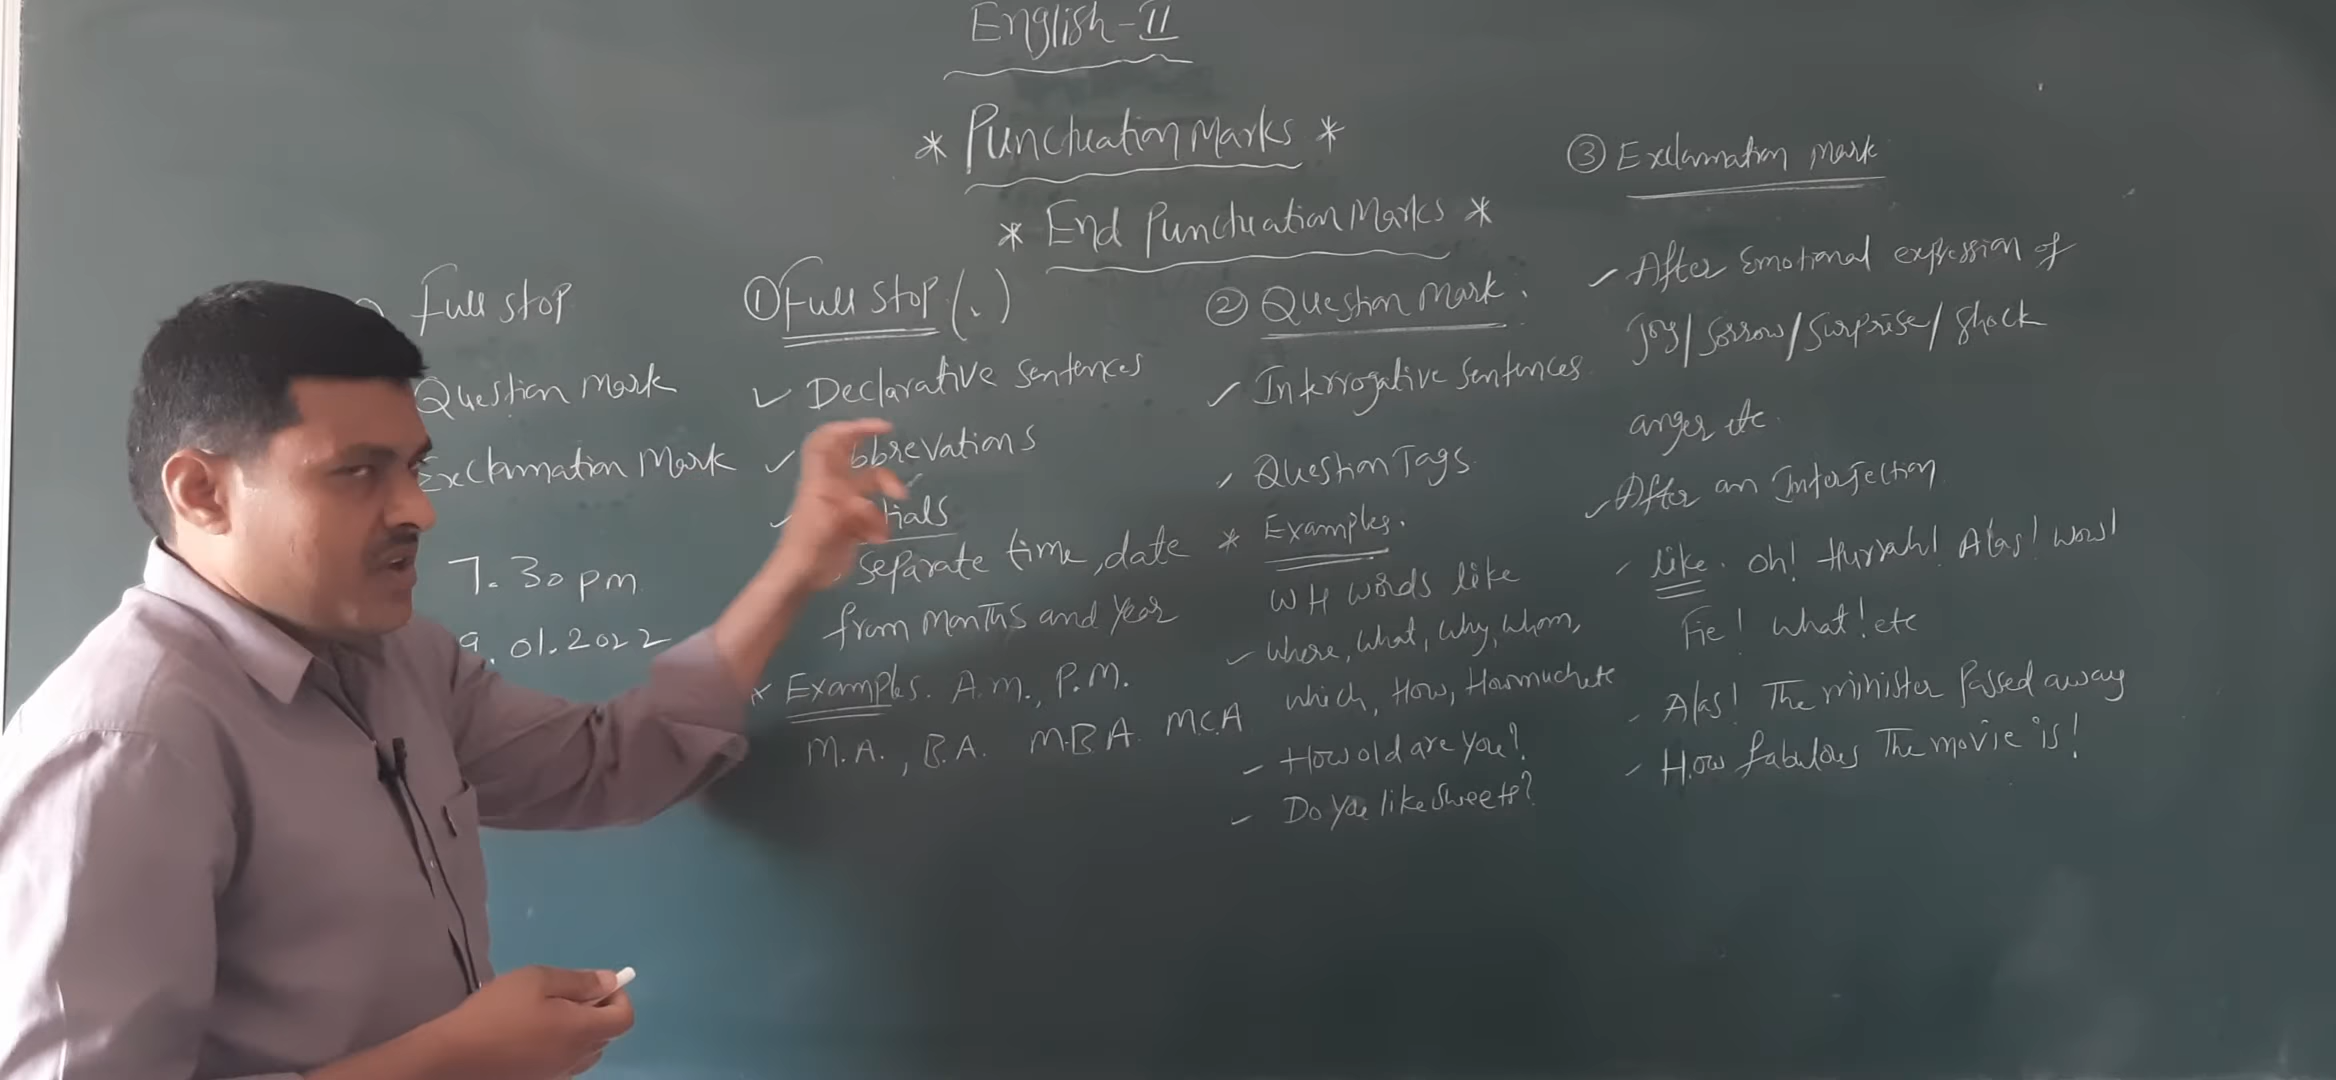 English-II
* Punctuation Marks *
* End Punctuation Marks *
Full stop
Question mark
Exclamation Mark
7.30 pm
9.01.2022
① Full stop (.)
✓ Declarative sentences
✓ bbrevations
✓ tials
separate time, date
from months and year
* Examples. A.m., P.M.
M.A., B.A. M.B.A. M.C.A
② Question mark.
✓ Interrogative sentences
✓ Question Tags
* Examples.
WH words like
✓ where, what, why, whom,
which, How, How much etc
✓ How old are you?
✓ Do you like sweets?
③ Exclamation mark
✓ After Emotional expression of
Joy/sorrow/surprise/shock
anger etc.
✓ After an Interjection
✓ like. oh! Hurrah! Alas! wow!
Fie! what! etc
✓ Alas! The minister passed away
✓ How fabulous The movie is!